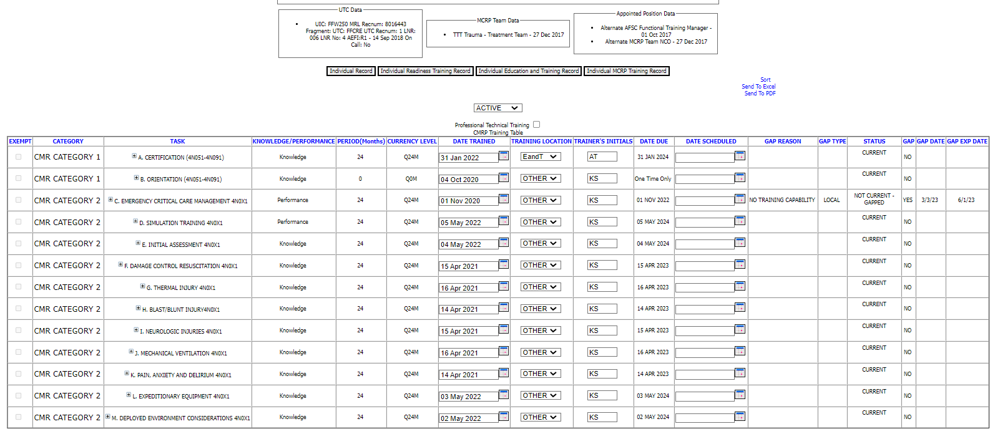 UTC Data
UIC: FFW250 MRL Recnum: 8016443
Fragment: UTC: FFCRE UTC Recnum: 1 LNR:
006 LNR No: 4 AEFI:R1 - 14 Sep 2018 On
Call: No
MCRP Team Data
TTT Trauma - Treatment Team - 27 Dec 2017
Appointed Position Data
Alternate AFSC Functional Training Manager -
01 Oct 2017
Alternate MCRP Team NCO - 27 Dec 2017
Individual Record Individual Readiness Training Record Individual Education and Training Record Individual MCRP Training Record
Sort
Send To Excel
Send To PDF
ACTIVE
Professional Technical Training
CMRP Training Table
EXEMPT CATEGORY TASK KNOWLEDGE/PERFORMANCE PERIOD(Months) CURRENCY LEVEL DATE TRAINED TRAINING LOCATION TRAINER'S INITIALS DATE DUE DATE SCHEDULED GAP REASON GAP TYPE STATUS GAP GAP DATE GAP EXP DATE
CMR CATEGORY 1 A. CERTIFICATION (4N051-4N091) Knowledge 24 Q24M 31 Jan 2022 EandT AT 31 JAN 2024 CURRENT NO
CMR CATEGORY 1 B. ORIENTATION (4N051-4N091) Knowledge 0 Q0M 04 Oct 2020 OTHER KS One Time Only CURRENT NO
CMR CATEGORY 2 C. EMERGENCY CRITICAL CARE MANAGEMENT 4N0X1 Performance 24 Q24M 01 Nov 2020 OTHER KS 01 NOV 2022 NO TRAINING CAPABILITY LOCAL NOT CURRENT - GAPPED YES 3/3/23 6/1/23
CMR CATEGORY 2 D. SIMULATION TRAINING 4N0X1 Performance 24 Q24M 05 May 2022 OTHER KS 05 MAY 2024 CURRENT NO
CMR CATEGORY 2 E. INITIAL ASSESSMENT 4N0X1 Knowledge 24 Q24M 04 May 2022 OTHER KS 04 MAY 2024 CURRENT NO
CMR CATEGORY 2 F. DAMAGE CONTROL RESUSCITATION 4N0X1 Knowledge 24 Q24M 15 Apr 2021 OTHER KS 15 APR 2023 CURRENT NO
CMR CATEGORY 2 G. THERMAL INJURY 4N0X1 Knowledge 24 Q24M 16 Apr 2021 OTHER KS 16 APR 2023 CURRENT NO
CMR CATEGORY 2 H. BLAST/BLUNT INJURY4N0X1 Knowledge 24 Q24M 14 Apr 2021 OTHER KS 14 APR 2023 CURRENT NO
CMR CATEGORY 2 I. NEUROLOGIC INJURIES 4N0X1 Knowledge 24 Q24M 15 Apr 2021 OTHER KS 15 APR 2023 CURRENT NO
CMR CATEGORY 2 J. MECHANICAL VENTILATION 4N0X1 Knowledge 24 Q24M 16 Apr 2021 OTHER KS 16 APR 2023 CURRENT NO
CMR CATEGORY 2 K. PAIN, ANXIETY AND DELIRIUM 4N0X1 Knowledge 24 Q24M 14 Apr 2021 OTHER KS 14 APR 2023 CURRENT NO
CMR CATEGORY 2 L. EXPEDITIONARY EQUIPMENT 4N0X1 Knowledge 24 Q24M 03 May 2022 OTHER KS 03 MAY 2024 CURRENT NO
CMR CATEGORY 2 M. DEPLOYED ENVIRONMENT CONSIDERATIONS 4N0X1 Knowledge 24 Q24M 02 May 2022 OTHER KS 02 MAY 2024 CURRENT NO